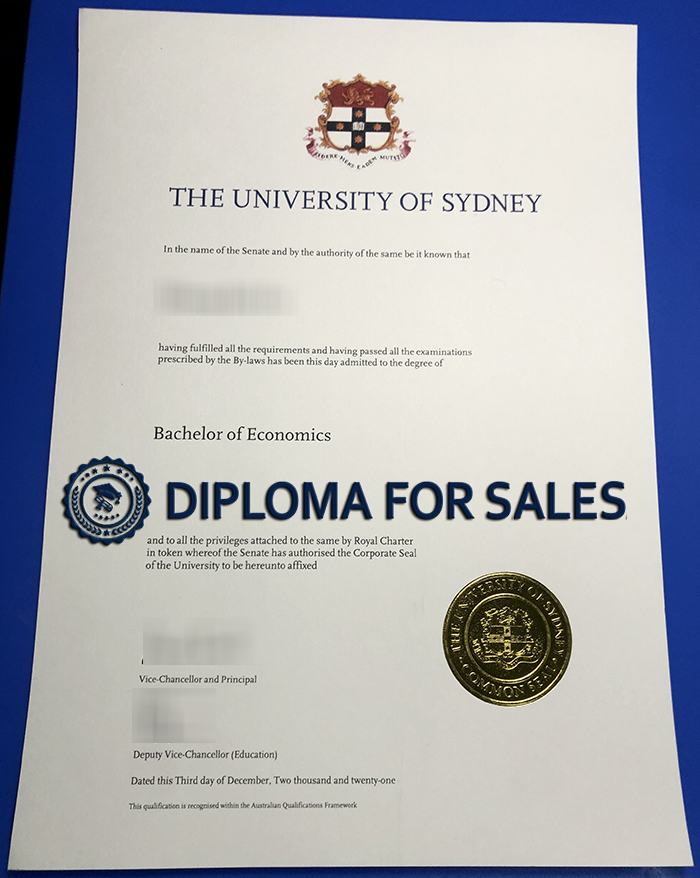 SIDERE MENS EADEM MUTATO
THE UNIVERSITY OF SYDNEY
In the name of the Senate and by the authority of the same be it known that
having fulfilled all the requirements and having passed all the examinations
prescribed by the By-laws has been this day admitted to the degree of
Bachelor of Economics
DIPLOMA FOR SALES
and to all the privileges attached to the same by Royal Charter
in token whereof the Senate has authorised the Corporate Seal
of the University to be hereunto affixed
THE UNIVERSITY OF SYDNEY
COMMON SEAL
Vice-Chancellor and Principal
Deputy Vice-Chancellor (Education)
Dated this Third day of December, Two thousand and twenty-one
This qualification is recognised within the Australian Qualifications Framework